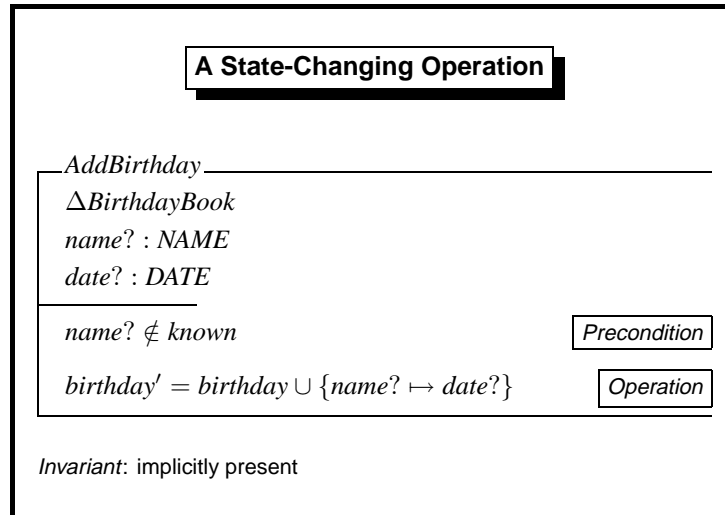 A State-Changing Operation
AddBirthday
ΔBirthdayBook
name? : NAME
date? : DATE
name? ∉ known Precondition
birthday′ = birthday ∪ {name? ↦ date?} Operation
Invariant: implicitly present